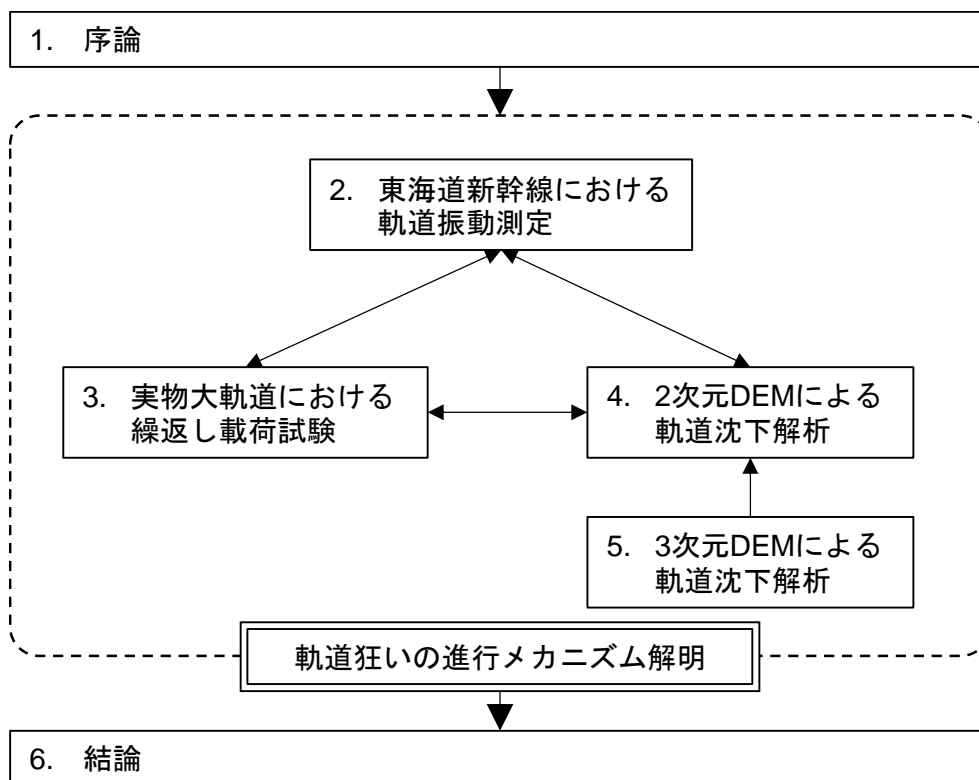 1. 序論
2. 東海道新幹線における
軌道振動測定
3. 実物大軌道における
繰返し載荷試験
4. 2次元DEMによる
軌道沈下解析
5. 3次元DEMによる
軌道沈下解析
軌道狂いの進行メカニズム解明
6. 結論